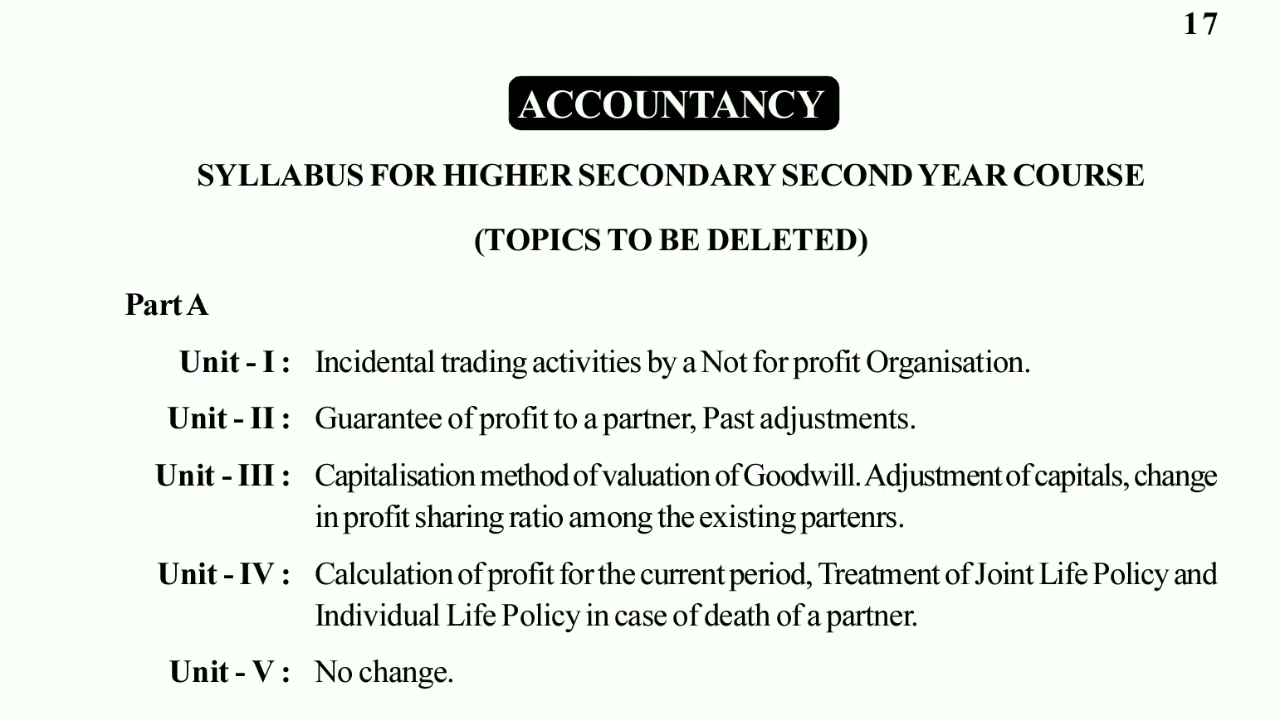 17
ACCOUNTANCY
SYLLABUS FOR HIGHER SECONDARY SECOND YEAR COURSE
(TOPICS TO BE DELETED)
Part A
Unit - I : Incidental trading activities by a Not for profit Organisation.
Unit - II : Guarantee of profit to a partner, Past adjustments.
Unit - III : Capitalisation method of valuation of Goodwill. Adjustment of capitals, change
in profit sharing ratio among the existing partenrs.
Unit - IV : Calculation of profit for the current period, Treatment of Joint Life Policy and
Individual Life Policy in case of death of a partner.
Unit - V : No change.